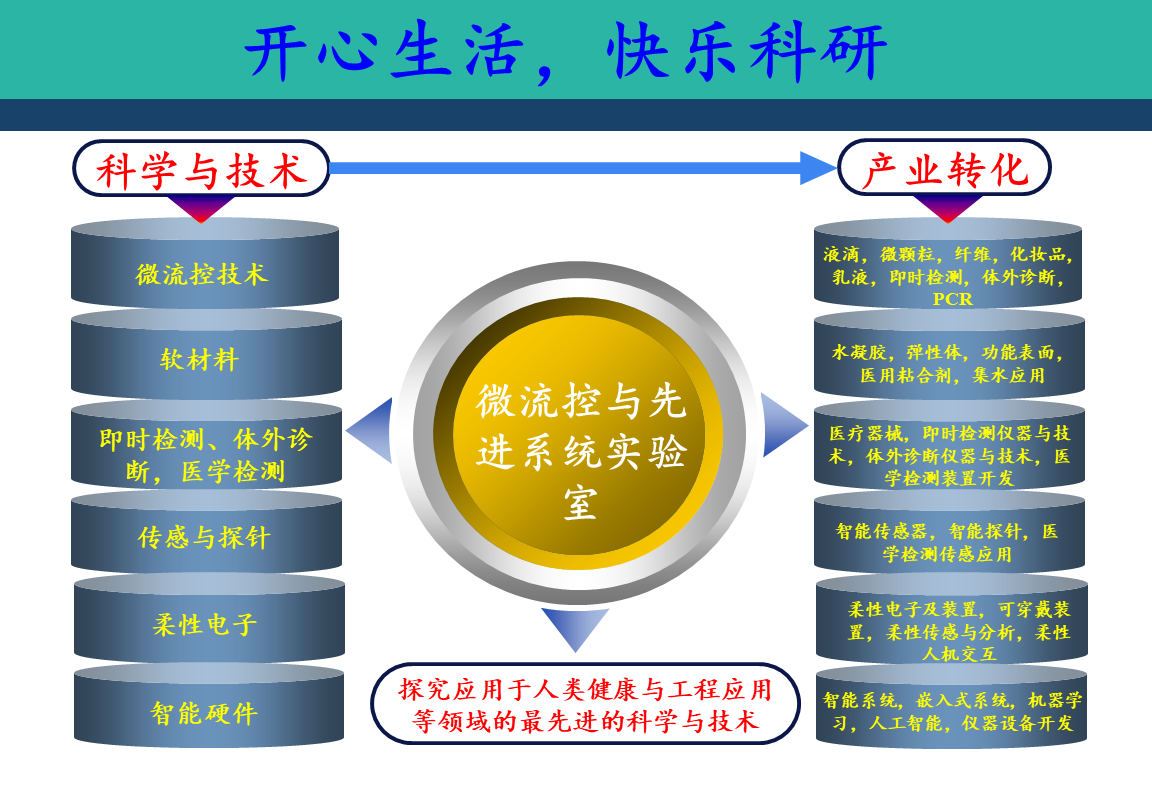 开心生活，快乐科研
科学与技术
产业转化
微流控技术
软材料
即时检测、体外诊
断，医学检测
传感与探针
柔性电子
智能硬件
微流控与先
进系统实验
室
探究应用于人类健康与工程应用
等领域的最先进的科学与技术
液滴，微颗粒，纤维，化妆品，
乳液，即时检测，体外诊断，
PCR
水凝胶，弹性体，功能表面，
医用粘合剂，集水应用
医疗器械，即时检测仪器与技
术，体外诊断仪器与技术，医
学检测装置开发
智能传感器，智能探针，医
学检测传感应用
柔性电子及装置，可穿戴装
置，柔性传感与分析，柔性
人机交互
智能系统，嵌入式系统，机器学
习，人工智能，仪器设备开发